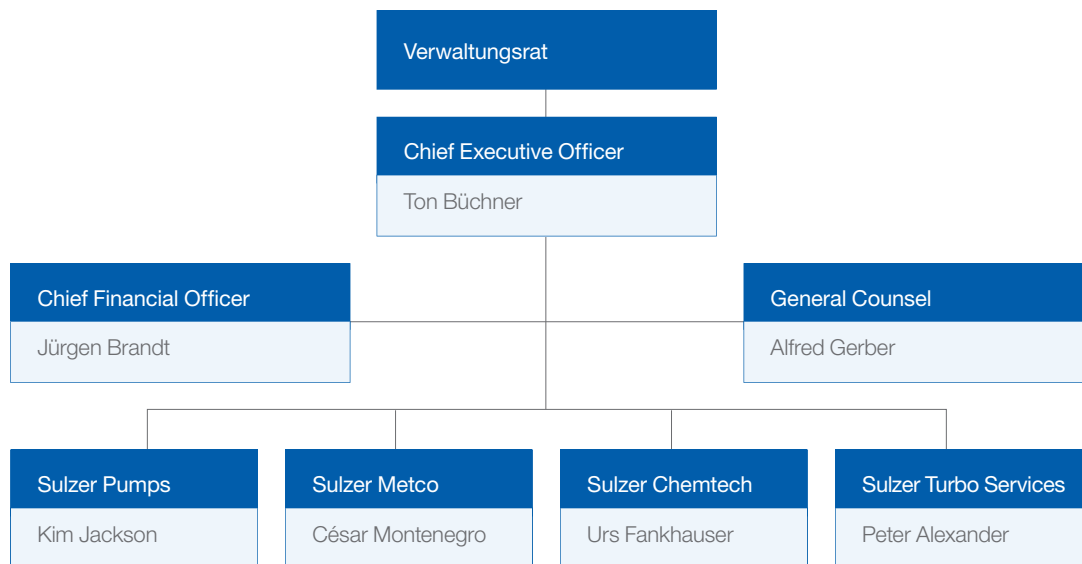 Verwaltungsrat
Chief Executive Officer
Ton Büchner
Chief Financial Officer
Jürgen Brandt
General Counsel
Alfred Gerber
Sulzer Pumps
Kim Jackson
Sulzer Metco
César Montenegro
Sulzer Chemtech
Urs Fankhauser
Sulzer Turbo Services
Peter Alexander